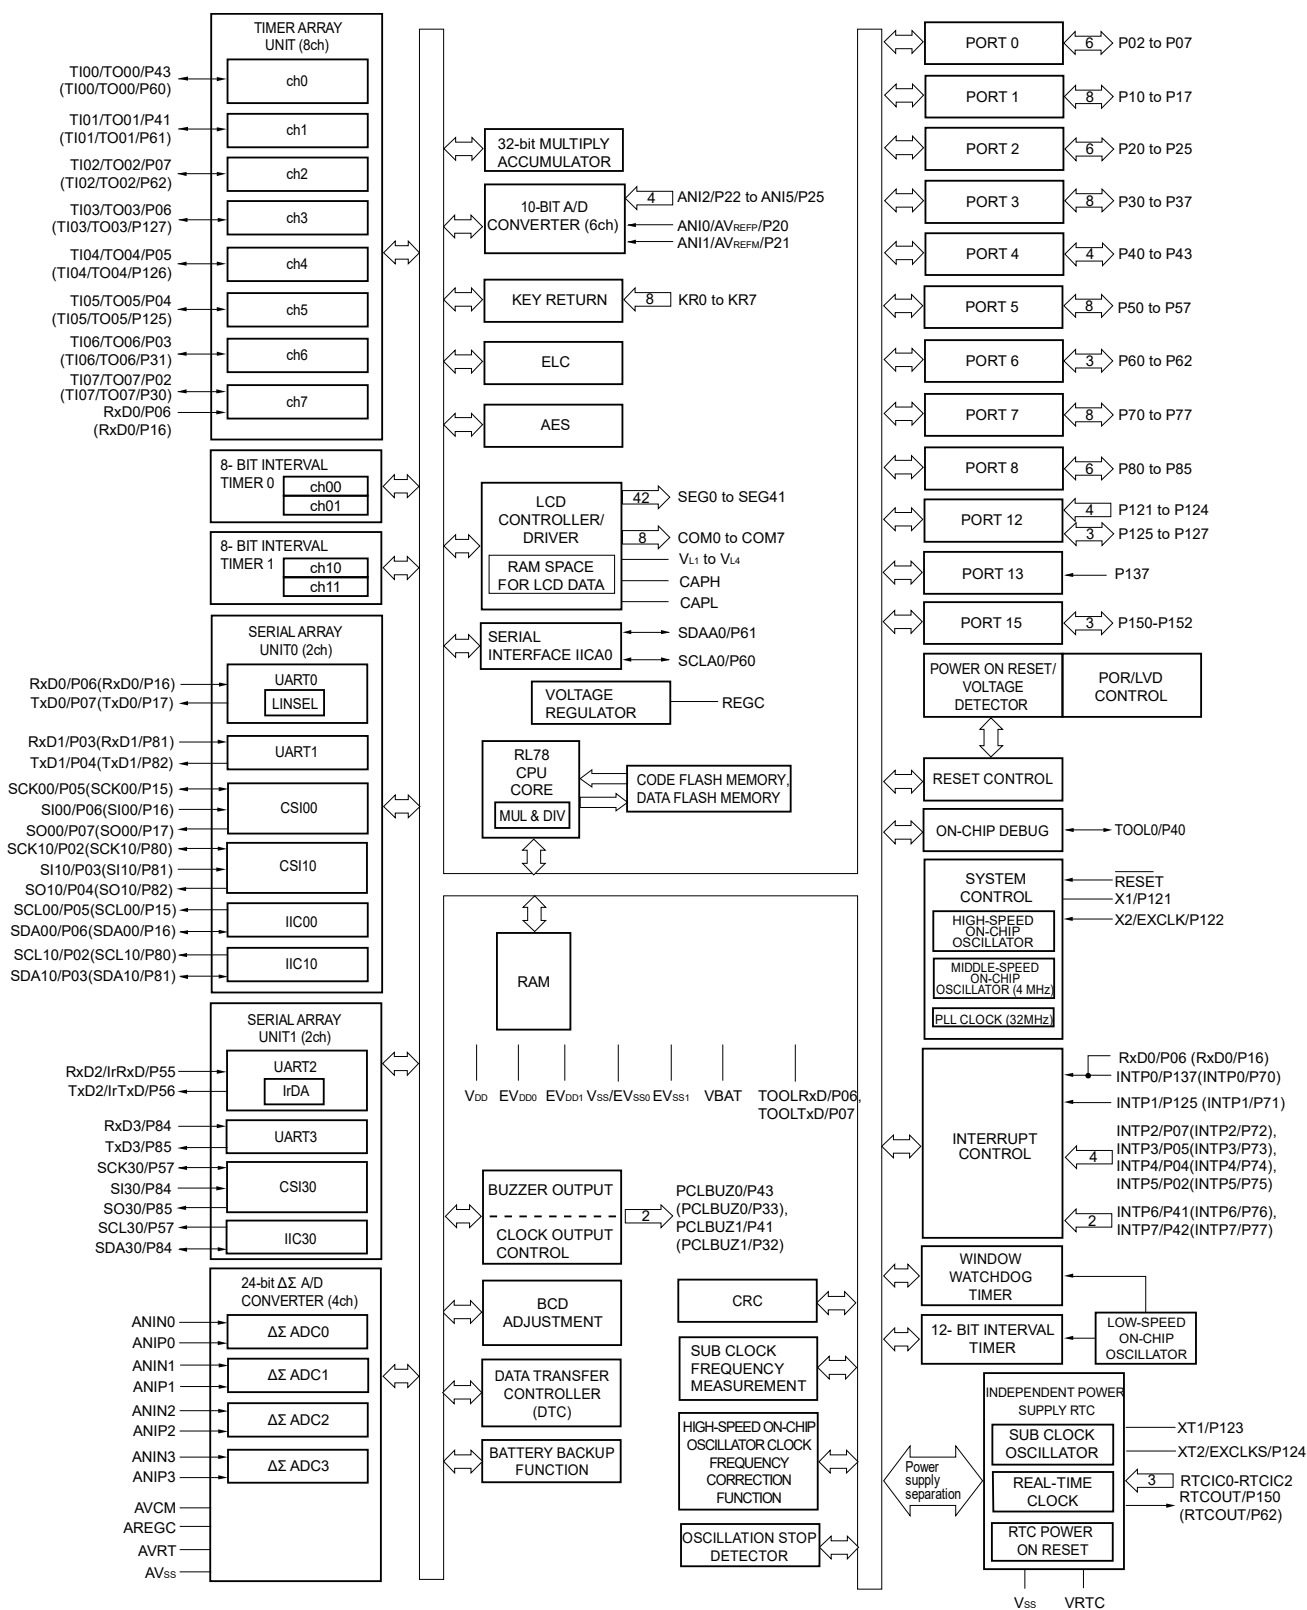 TIMER ARRAY
UNIT (8ch)
TI00/TO00/P43
(TI00/TO00/P60)
ch0
TI01/TO01/P41
(TI01/TO01/P61)
ch1
TI02/TO02/P07
(TI02/TO02/P62)
ch2
TI03/TO03/P06
(TI03/TO03/P127)
ch3
TI04/TO04/P05
(TI04/TO04/P126)
ch4
TI05/TO05/P04
(TI05/TO05/P125)
ch5
TI06/TO06/P03
(TI06/TO06/P31)
ch6
TI07/TO07/P02
(TI07/TO07/P30)
RxD0/P06
(RxD0/P16)
ch7
8- BIT INTERVAL
TIMER 0
ch00
ch01
8- BIT INTERVAL
TIMER 1
ch10
ch11
SERIAL ARRAY
UNIT0 (2ch)
RxD0/P06(RxD0/P16)
TxD0/P07(TxD0/P17)
UART0
LINSEL
RxD1/P03(RxD1/P81)
TxD1/P04(TxD1/P82)
UART1
SCK00/P05(SCK00/P15)
SI00/P06(SI00/P16)
SO00/P07(SO00/P17)
CSI00
SCK10/P02(SCK10/P80)
SI10/P03(SI10/P81)
SO10/P04(SO10/P82)
CSI10
SCL00/P05(SCL00/P15)
SDA00/P06(SDA00/P16)
IIC00
SCL10/P02(SCL10/P80)
SDA10/P03(SDA10/P81)
IIC10
SERIAL ARRAY
UNIT1 (2ch)
RxD2/IrRxD/P55
TxD2/IrTxD/P56
UART2
IrDA
RxD3/P84
TxD3/P85
UART3
SCK30/P57
SI30/P84
SO30/P85
CSI30
SCL30/P57
SDA30/P84
IIC30
24-bit ΔΣ A/D
CONVERTER (4ch)
ANIN0
ANIP0
ΔΣ ADC0
ANIN1
ANIP1
ΔΣ ADC1
ANIN2
ANIP2
ΔΣ ADC2
ANIN3
ANIP3
ΔΣ ADC3
AVCM
AREGC
AVRT
AVss
32-bit MULTIPLY
ACCUMULATOR
10-BIT A/D
CONVERTER (6ch)
4
ANI2/P22 to ANI5/P25
ANI0/AVREFP/P20
ANI1/AVREFM/P21
KEY RETURN
8
KR0 to KR7
ELC
AES
LCD
CONTROLLER/
DRIVER
RAM SPACE
FOR LCD DATA
42
SEG0 to SEG41
8
COM0 to COM7
VL1 to VL4
CAPH
CAPL
SERIAL
INTERFACE IICA0
SDAA0/P61
SCLA0/P60
VOLTAGE
REGULATOR
REGC
RL78
CPU
CORE
MUL & DIV
CODE FLASH MEMORY,
DATA FLASH MEMORY
RAM
VDD
EVDD0
EVDD1
Vss/EVSS0
EVSS1
VBAT
TOOLRxD/P06,
TOOLTxD/P07
BUZZER OUTPUT
CLOCK OUTPUT
CONTROL
2
PCLBUZ0/P43
(PCLBUZ0/P33),
PCLBUZ1/P41
(PCLBUZ1/P32)
BCD
ADJUSTMENT
DATA TRANSFER
CONTROLLER
(DTC)
BATTERY BACKUP
FUNCTION
CRC
SUB CLOCK
FREQUENCY
MEASUREMENT
HIGH-SPEED ON-CHIP
OSCILLATOR CLOCK
FREQUENCY
CORRECTION
FUNCTION
OSCILLATION STOP
DETECTOR
PORT 0
6
P02 to P07
PORT 1
8
P10 to P17
PORT 2
6
P20 to P25
PORT 3
8
P30 to P37
PORT 4
4
P40 to P43
PORT 5
8
P50 to P57
PORT 6
3
P60 to P62
PORT 7
8
P70 to P77
PORT 8
6
P80 to P85
PORT 12
4
P121 to P124
3
P125 to P127
PORT 13
P137
PORT 15
3
P150-P152
POWER ON RESET/
VOLTAGE
DETECTOR
POR/LVD
CONTROL
RESET CONTROL
ON-CHIP DEBUG
TOOL0/P40
SYSTEM
CONTROL
HIGH-SPEED
ON-CHIP
OSCILLATOR
MIDDLE-SPEED
ON-CHIP
OSCILLATOR (4 MHz)
PLL CLOCK (32MHz)
RESET
X1/P121
X2/EXCLK/P122
INTERRUPT
CONTROL
RxD0/P06 (RxD0/P16)
INTP0/P137(INTP0/P70)
INTP1/P125 (INTP1/P71)
4
INTP2/P07(INTP2/P72),
INTP3/P05(INTP3/P73),
INTP4/P04(INTP4/P74),
INTP5/P02(INTP5/P75)
2
INTP6/P41(INTP6/P76),
INTP7/P42(INTP7/P77)
WINDOW
WATCHDOG
TIMER
12- BIT INTERVAL
TIMER
LOW-SPEED
ON-CHIP
OSCILLATOR
Power
supply
separation
INDEPENDENT POWER
SUPPLY RTC
SUB CLOCK
OSCILLATOR
REAL-TIME
CLOCK
RTC POWER
ON RESET
XT1/P123
XT2/EXCLKS/P124
3
RTCIC0-RTCIC2
RTCOUT/P150
(RTCOUT/P62)
Vss
VRTC